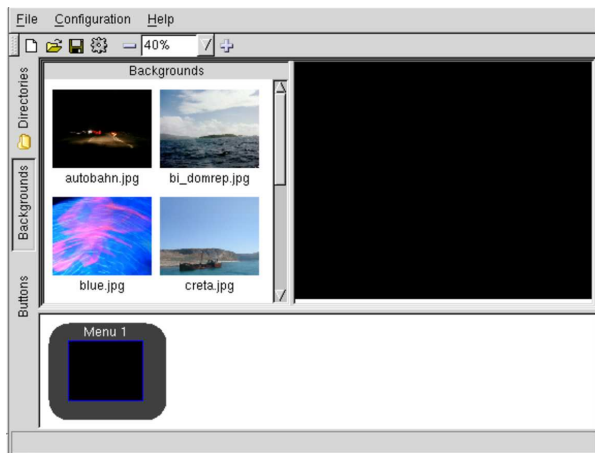 File Configuration Help
40%
Directories
Backgrounds
Buttons
Backgrounds
autobahn.jpg bi_domrep.jpg
blue.jpg creta.jpg
Menu 1